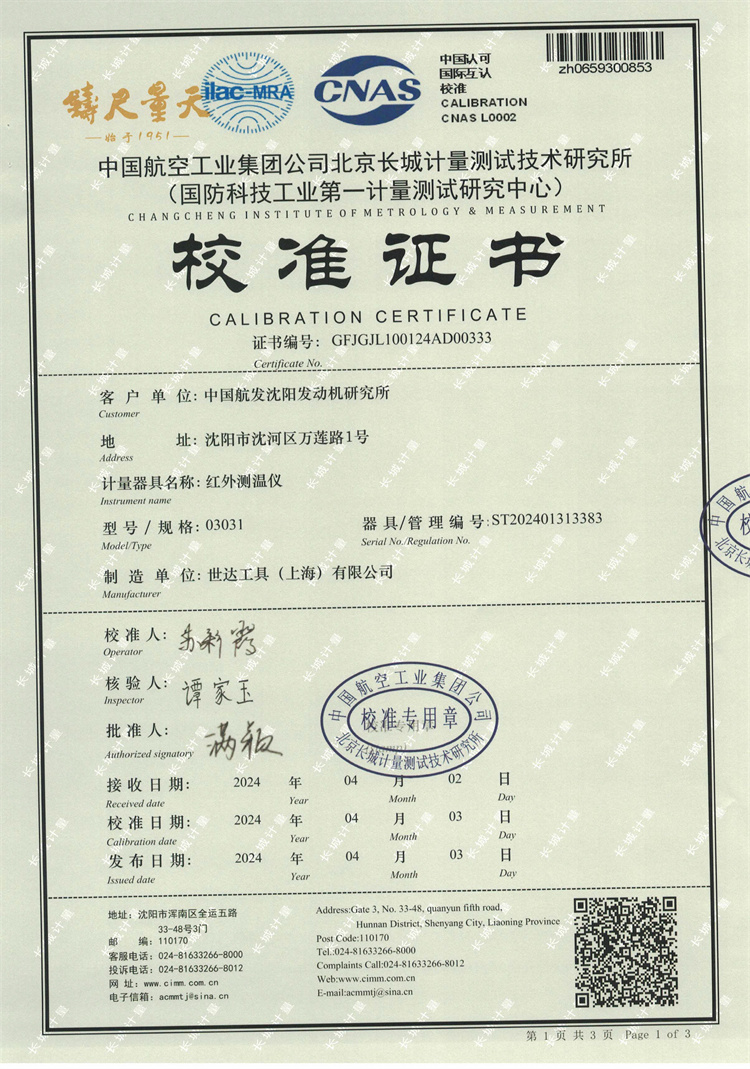 鑄尺量天
始于1951
ilac-MRA
CNAS
中国认可
国际互认
校准
CALIBRATION
CNAS L0002
zh0659300853
中国航空工业集团公司北京长城计量测试技术研究所
（国防科技工业第一计量测试研究中心）
CHANGCHENG INSTITUTE OF METROLOGY & MEASUREMENT
校准证书
CALIBRATION CERTIFICATE
证书编号: GFJGJL100124AD00333
Certificate No.
客户单位: 中国航发沈阳发动机研究所
Customer
地址: 沈阳市沈河区万莲路1号
Address
计量器具名称: 红外测温仪
Instrument name
型号/规格: 03031 器具/管理编号: ST202401313383
Model/Type Serial No./Regulation No.
制造单位: 世达工具（上海）有限公司
Manufacturer
校准人:
Operator
核验人: 谭家玉
Inspector
批准人: 满颖
Authorized signatory
中国航空工业集团公司
校准专用章
北京长城计量测试技术研究所
接收日期: 2024 年 04 月 02 日
Received date Year Month Day
校准日期: 2024 年 04 月 03 日
Calibration date Year Month Day
发布日期: 2024 年 04 月 03 日
Issued date Year Month Day
地址: 沈阳市浑南区全运五路
33-48号3门
邮编: 110170
客服电话: 024-81633266-8000
投诉电话: 024-81633266-8012
网址: www.cimm.com.cn
电子信箱: acmmtj@sina.cn
Address:Gate 3, No. 33-48, quanyun fifth road,
Hunnan District, Shenyang City, Liaoning Province
Post Code:110170
Tel.:024-81633266-8000
Complaints Call:024-81633266-8012
Web:www.cimm.com.cn
E-mail:acmmtj@sina.cn
第1页共3页 Page 1 of 3